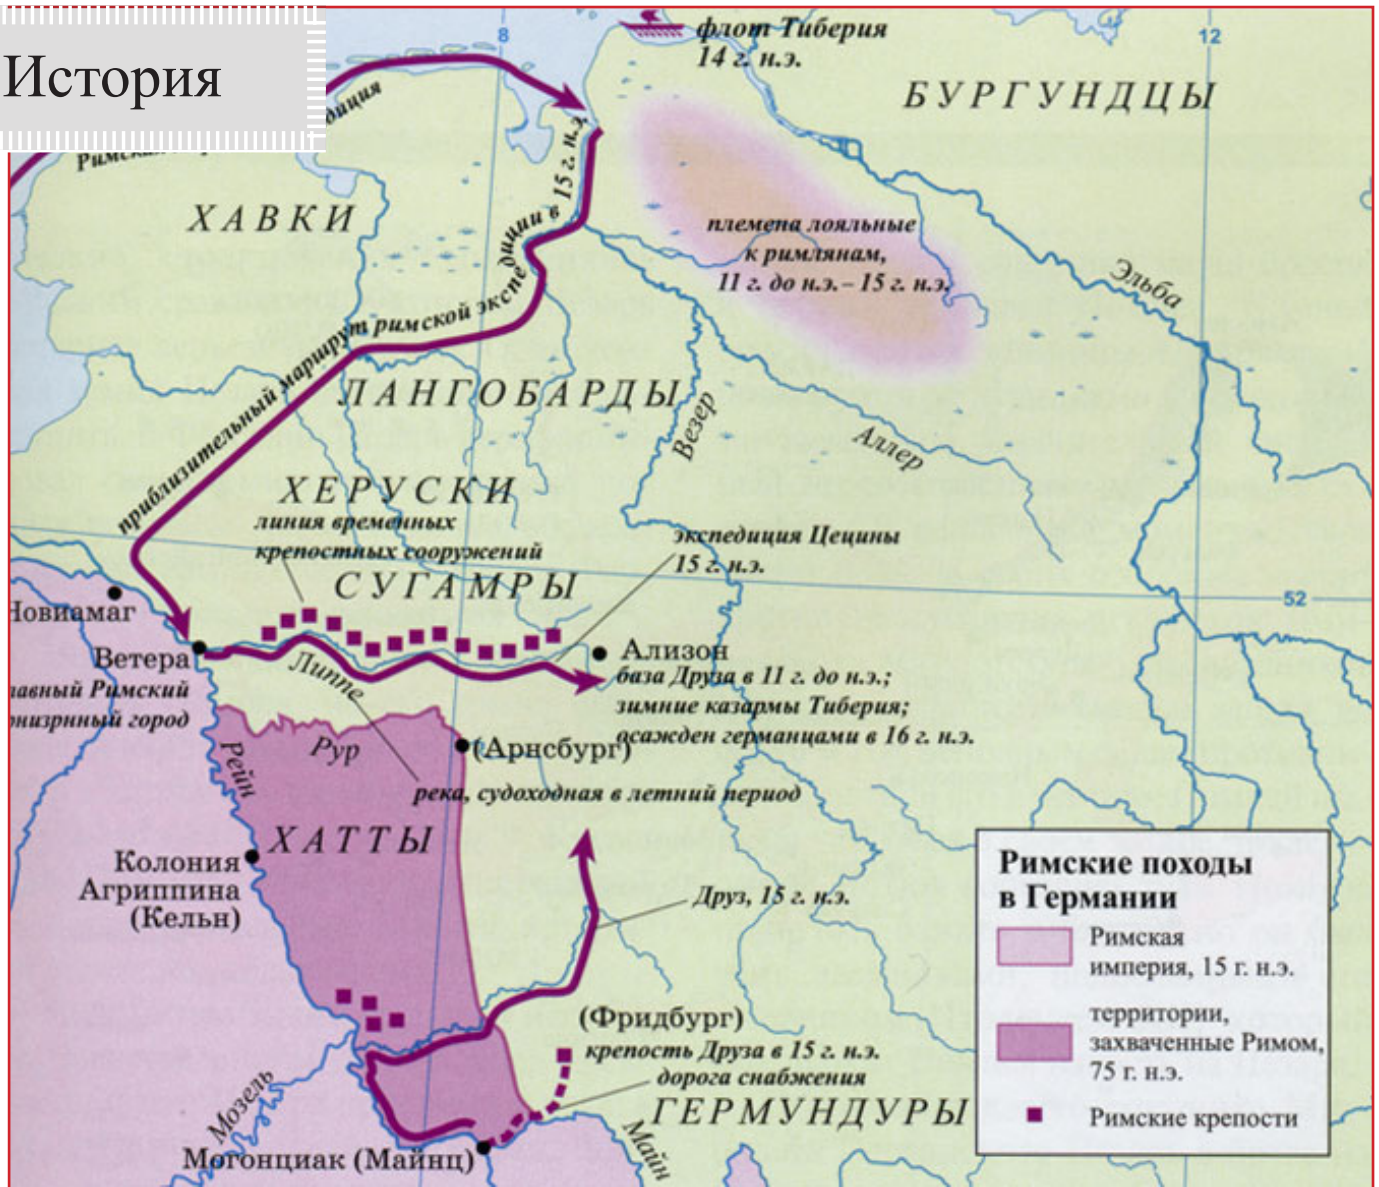 История
8
12
флот Тиберия
14 г. н.э.
БУРГУНДЦЫ
племена лояльные
к римлянам,
11 г. до н.э. – 15 г. н.э.
ХАВКИ
Эльба
приблизительный маршрут римской экспедиции в 15 г. н.э.
ЛАНГОБАРДЫ
Везер
Аллер
ХЕРУСКИ
линия временных
крепостных сооружений
экспедиция Цецины
15 г. н.э.
СУГАМРЫ
52
Новиамаг
Ветера
Ализон
база Друза в 11 г. до н.э.;
зимние казармы Тиберия;
осажден германцами в 16 г. н.э.
Липпе
лавный Римский
онизрнный город
Рур
Рейн
(Арнсбург)
река, судоходная в летний период
ХАТТЫ
Колония
Агриппина
(Кельн)
Друз, 15 г. н.э.
(Фридбург)
крепость Друза в 15 г. н.э.
дорога снабжения
ГЕРМУНДУРЫ
Мозель
Майн
Могонциак (Майнц)
Римские походы
в Германии
Римская
империя, 15 г. н.э.
территории,
захваченные Римом,
75 г. н.э.
Римские крепости